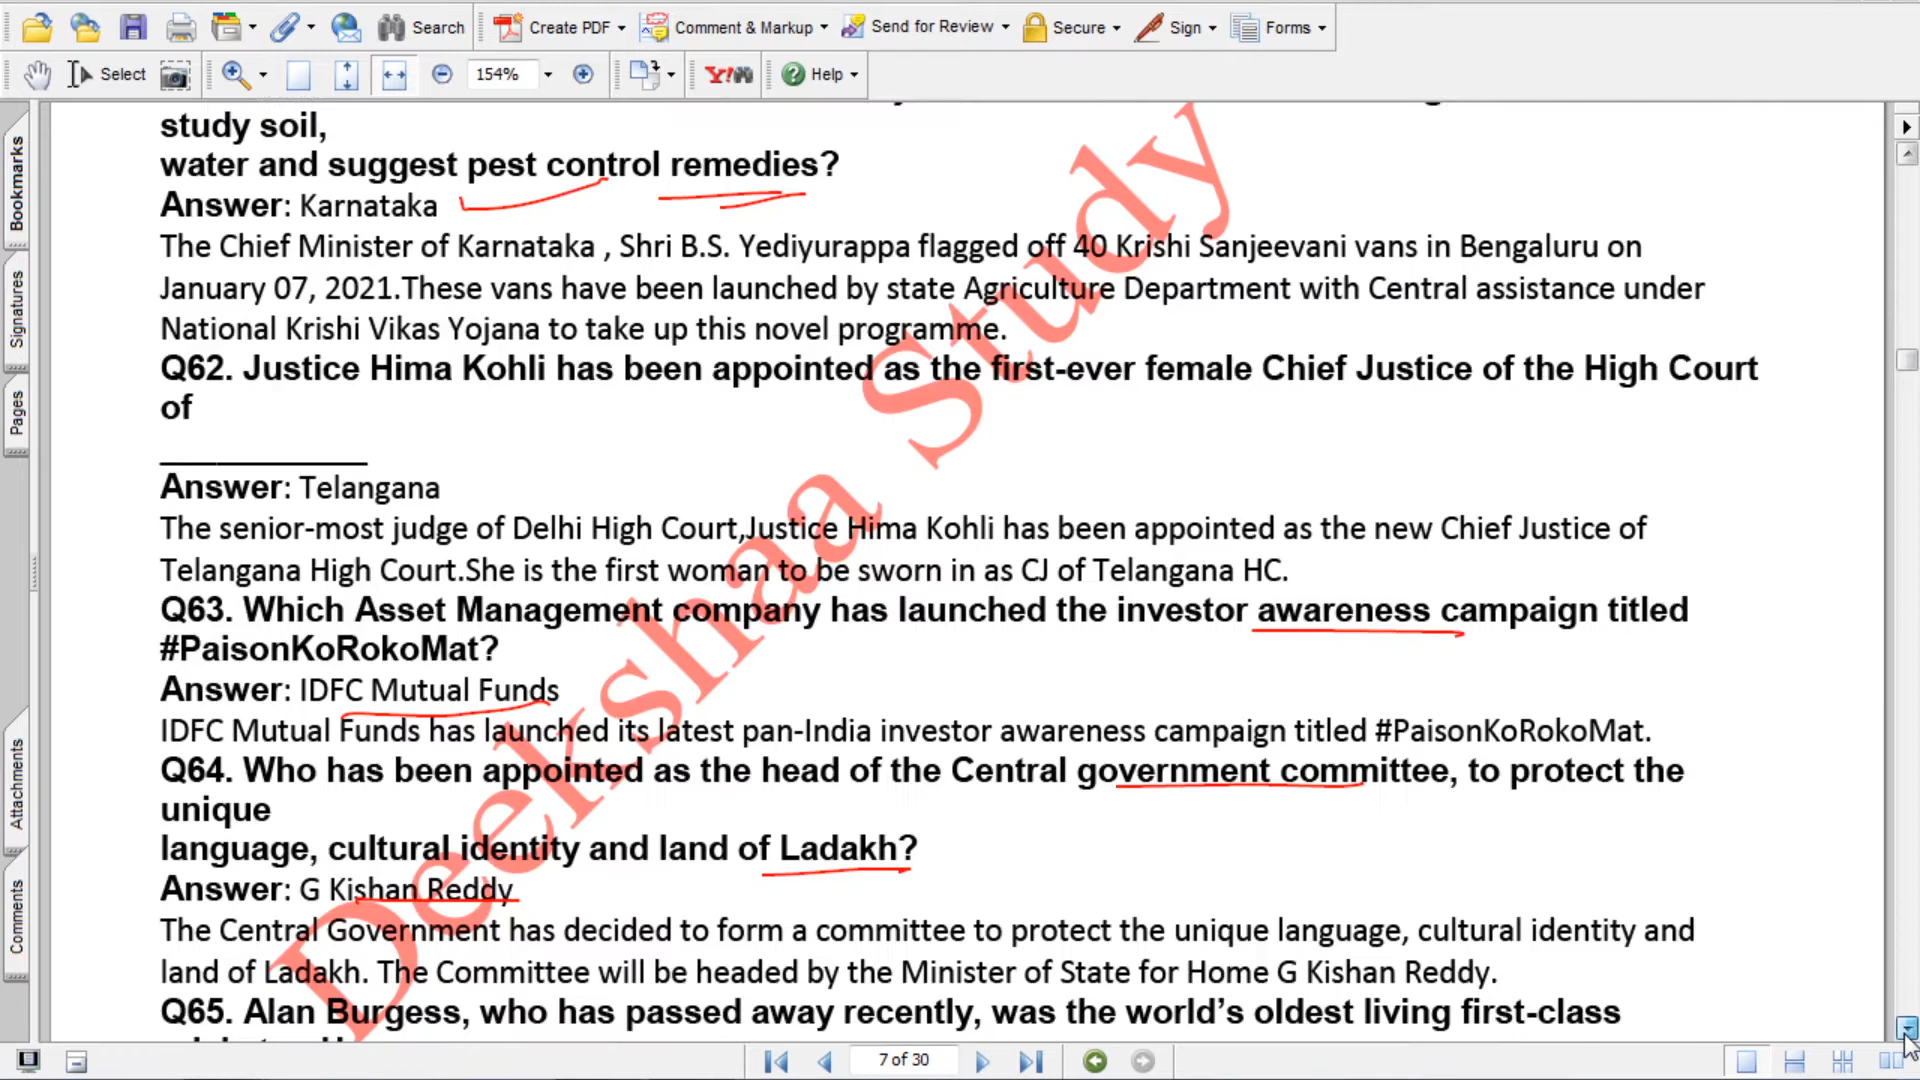 Search
Create PDF
Comment & Markup
Send for Review
Secure
Sign
Forms
Select
154%
Y!
Help
Bookmarks
Signatures
Pages
Attachments
Comments
study soil,
water and suggest pest control remedies?
Answer: Karnataka
The Chief Minister of Karnataka , Shri B.S. Yediyurappa flagged off 40 Krishi Sanjeevani vans in Bengaluru on
January 07, 2021.These vans have been launched by state Agriculture Department with Central assistance under
National Krishi Vikas Yojana to take up this novel programme.
Q62. Justice Hima Kohli has been appointed as the first-ever female Chief Justice of the High Court
of
___________
Answer: Telangana
The senior-most judge of Delhi High Court,Justice Hima Kohli has been appointed as the new Chief Justice of
Telangana High Court.She is the first woman to be sworn in as CJ of Telangana HC.
Q63. Which Asset Management company has launched the investor awareness campaign titled
#PaisonKoRokoMat?
Answer: IDFC Mutual Funds
IDFC Mutual Funds has launched its latest pan-India investor awareness campaign titled #PaisonKoRokoMat.
Q64. Who has been appointed as the head of the Central government committee, to protect the
unique
language, cultural identity and land of Ladakh?
Answer: G Kishan Reddy
The Central Government has decided to form a committee to protect the unique language, cultural identity and
land of Ladakh. The Committee will be headed by the Minister of State for Home G Kishan Reddy.
Q65. Alan Burgess, who has passed away recently, was the world's oldest living first-class
Deekshaa Study
7 of 30